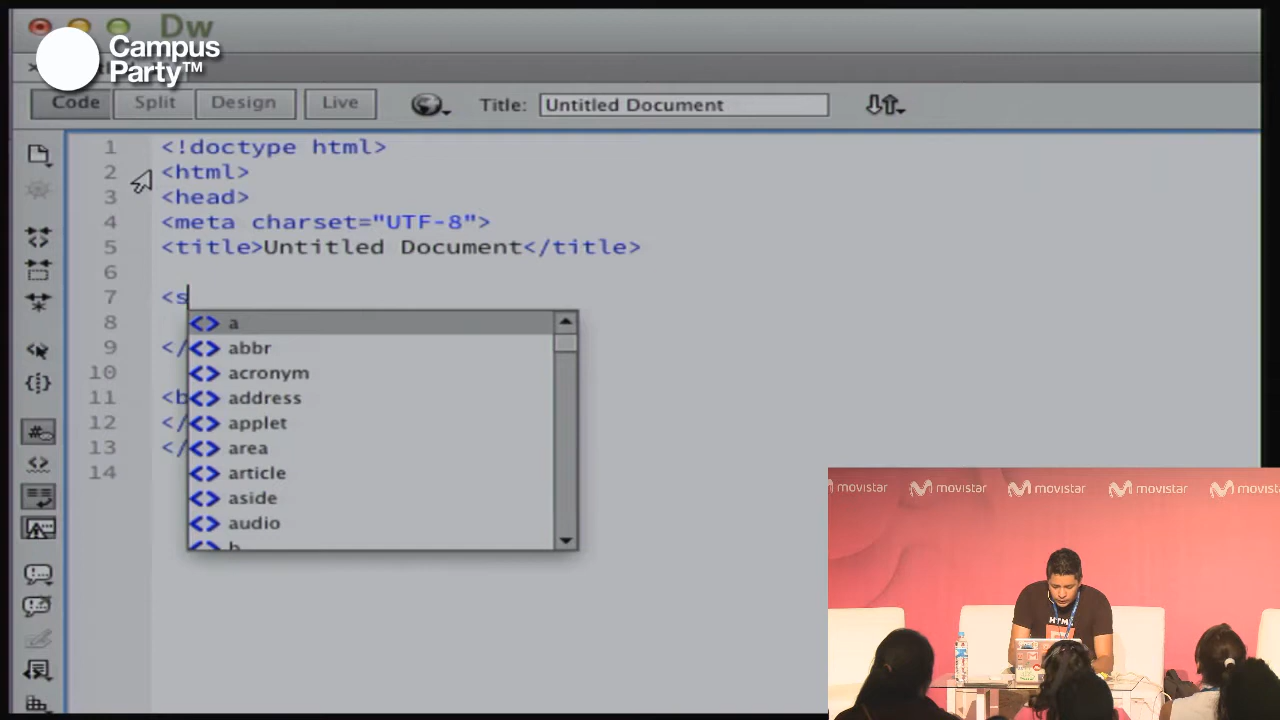 Dw
Campus
Party™
Code Split Design Live Title: Untitled Document
1 <!doctype html>
2 <html>
3 <head>
4 <meta charset="UTF-8">
5 <title>Untitled Document</title>
6
7 <s
8 <> a
9 </ <> abbr
10 <> acronym
11 <b <> address
12 </ <> applet
13 </ <> area
14 <> article
<> aside
<> audio
<> b
movistar movistar movistar movistar movistar
HTML